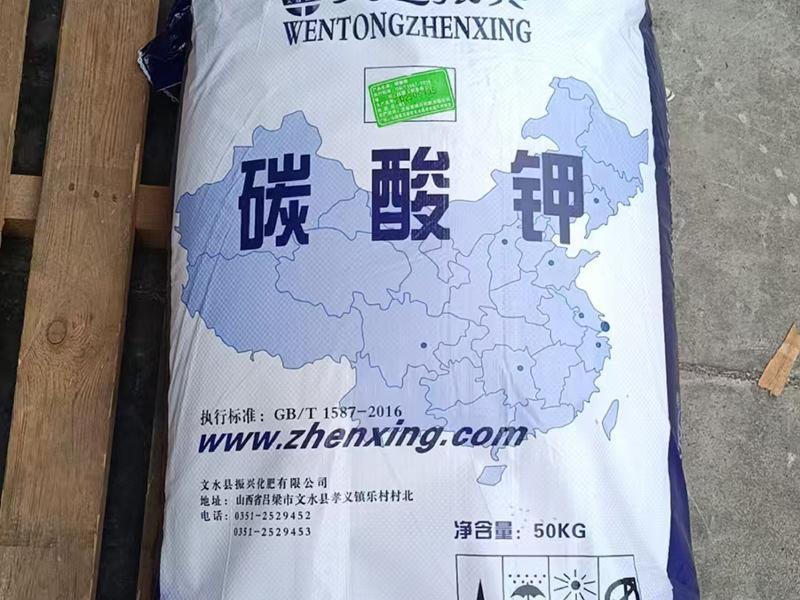 WENTONGZHENXING
碳酸钾
执行标准：GB/T 1587-2016
www.zhenxing.com
文水县振兴化肥有限公司
地址：山西省吕梁市文水县孝义镇乐村村北
电话：0351-2529452
0351-2529453
净含量：50KG